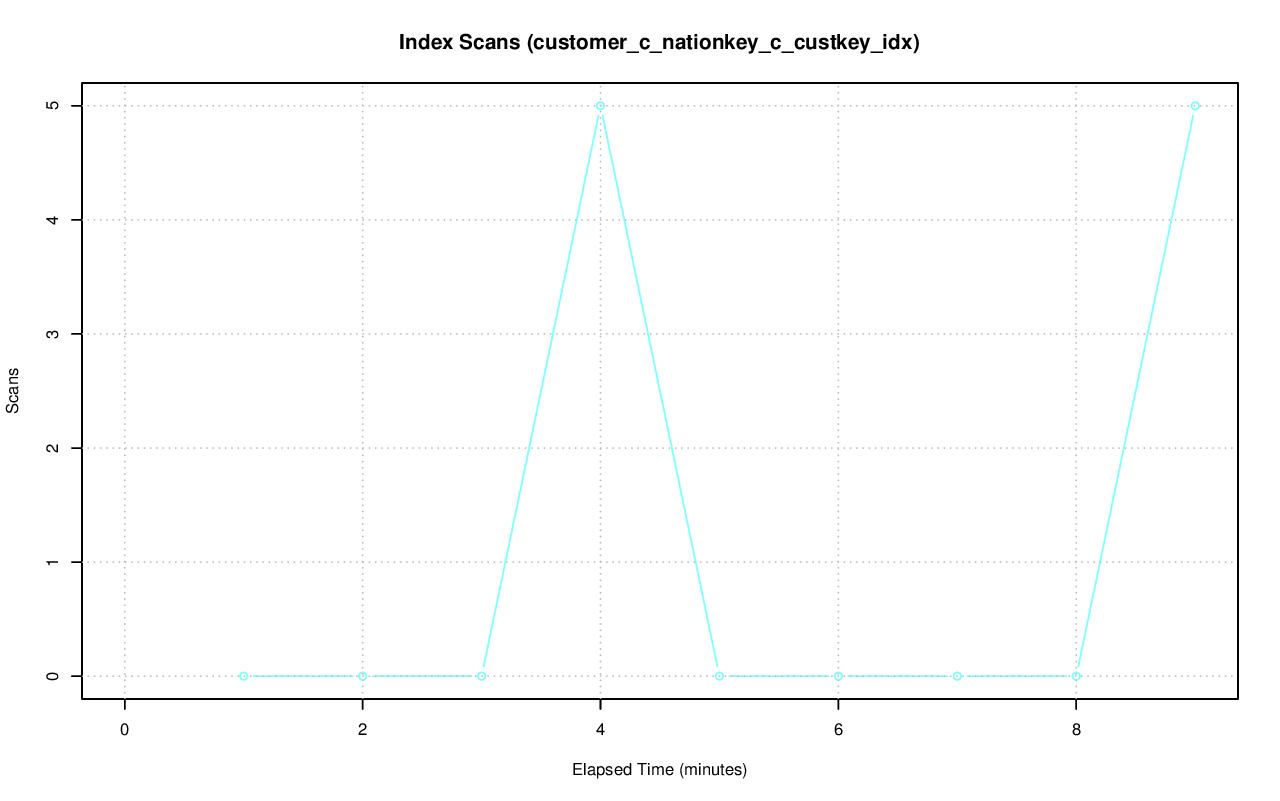 Index Scans (customer_c_nationkey_c_custkey_idx)
5
4
3
2
1
0
Scans
0 2 4 6 8
Elapsed Time (minutes)